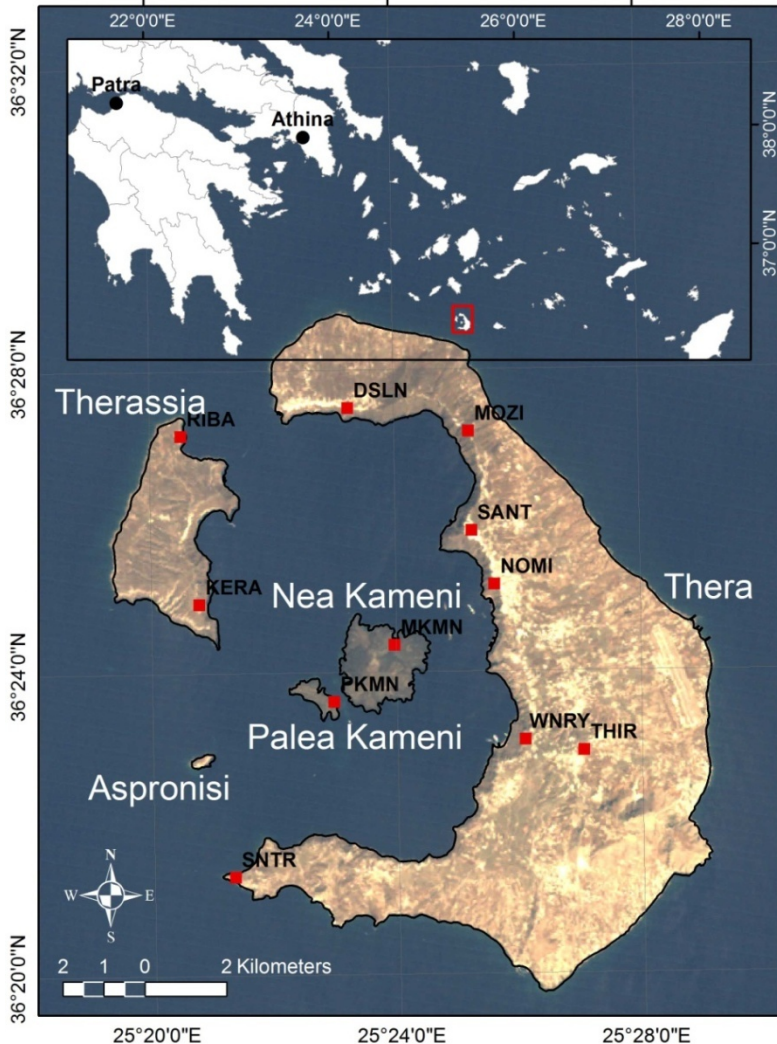 22°0'0"E 24°0'0"E 26°0'0"E 28°0'0"E
36°32'0"N
38°0'0"N
37°0'0"N
Patra
Athina
36°28'0"N
DSLN
Therassia
RIBA
MOZI
SANT
NOMI
KERA
Nea Kameni
Thera
MKMN
36°24'0"N
PKMN
Palea Kameni
WNRY
THIR
Aspronisi
SNTR
N
W
E
S
2 1 0 2 Kilometers
36°20'0"N
25°20'0"E 25°24'0"E 25°28'0"E